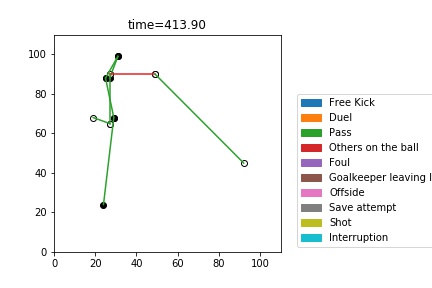 time=413.90
100
80
60
40
20
0
0 20 40 60 80 100
Free Kick
Duel
Pass
Others on the ball
Foul
Goalkeeper leaving l
Offside
Save attempt
Shot
Interruption